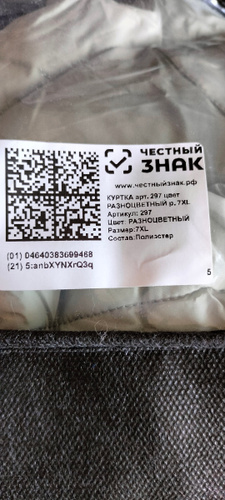 ЧЕСТНЫЙ
ЗНАК
www.честныйзнак.рф
КУРТКА арт. 297 цвет
РАЗНОЦВЕТНЫЙ р. 7XL
Артикул: 297
Цвет: РАЗНОЦВЕТНЫЙ
Размер:7XL
Состав:Полиэстер
(01) 04640383699468
(21) 5:anbXYNXrQ3q
5